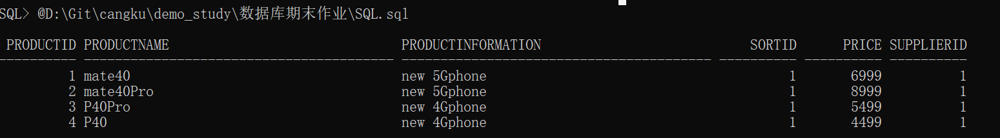 SQL> @D:\Git\cangku\demo_study\数据库期末作业\SQL.sql
PRODUCTID PRODUCTNAME PRODUCTINFORMATION SORTID PRICE SUPPLIERID
---------- ---------------------------------------- ---------------------------------------- ---------- ---------- ----------
1 mate40 new 5Gphone 1 6999 1
2 mate40Pro new 5Gphone 1 8999 1
3 P40Pro new 4Gphone 1 5499 1
4 P40 new 4Gphone 1 4499 1